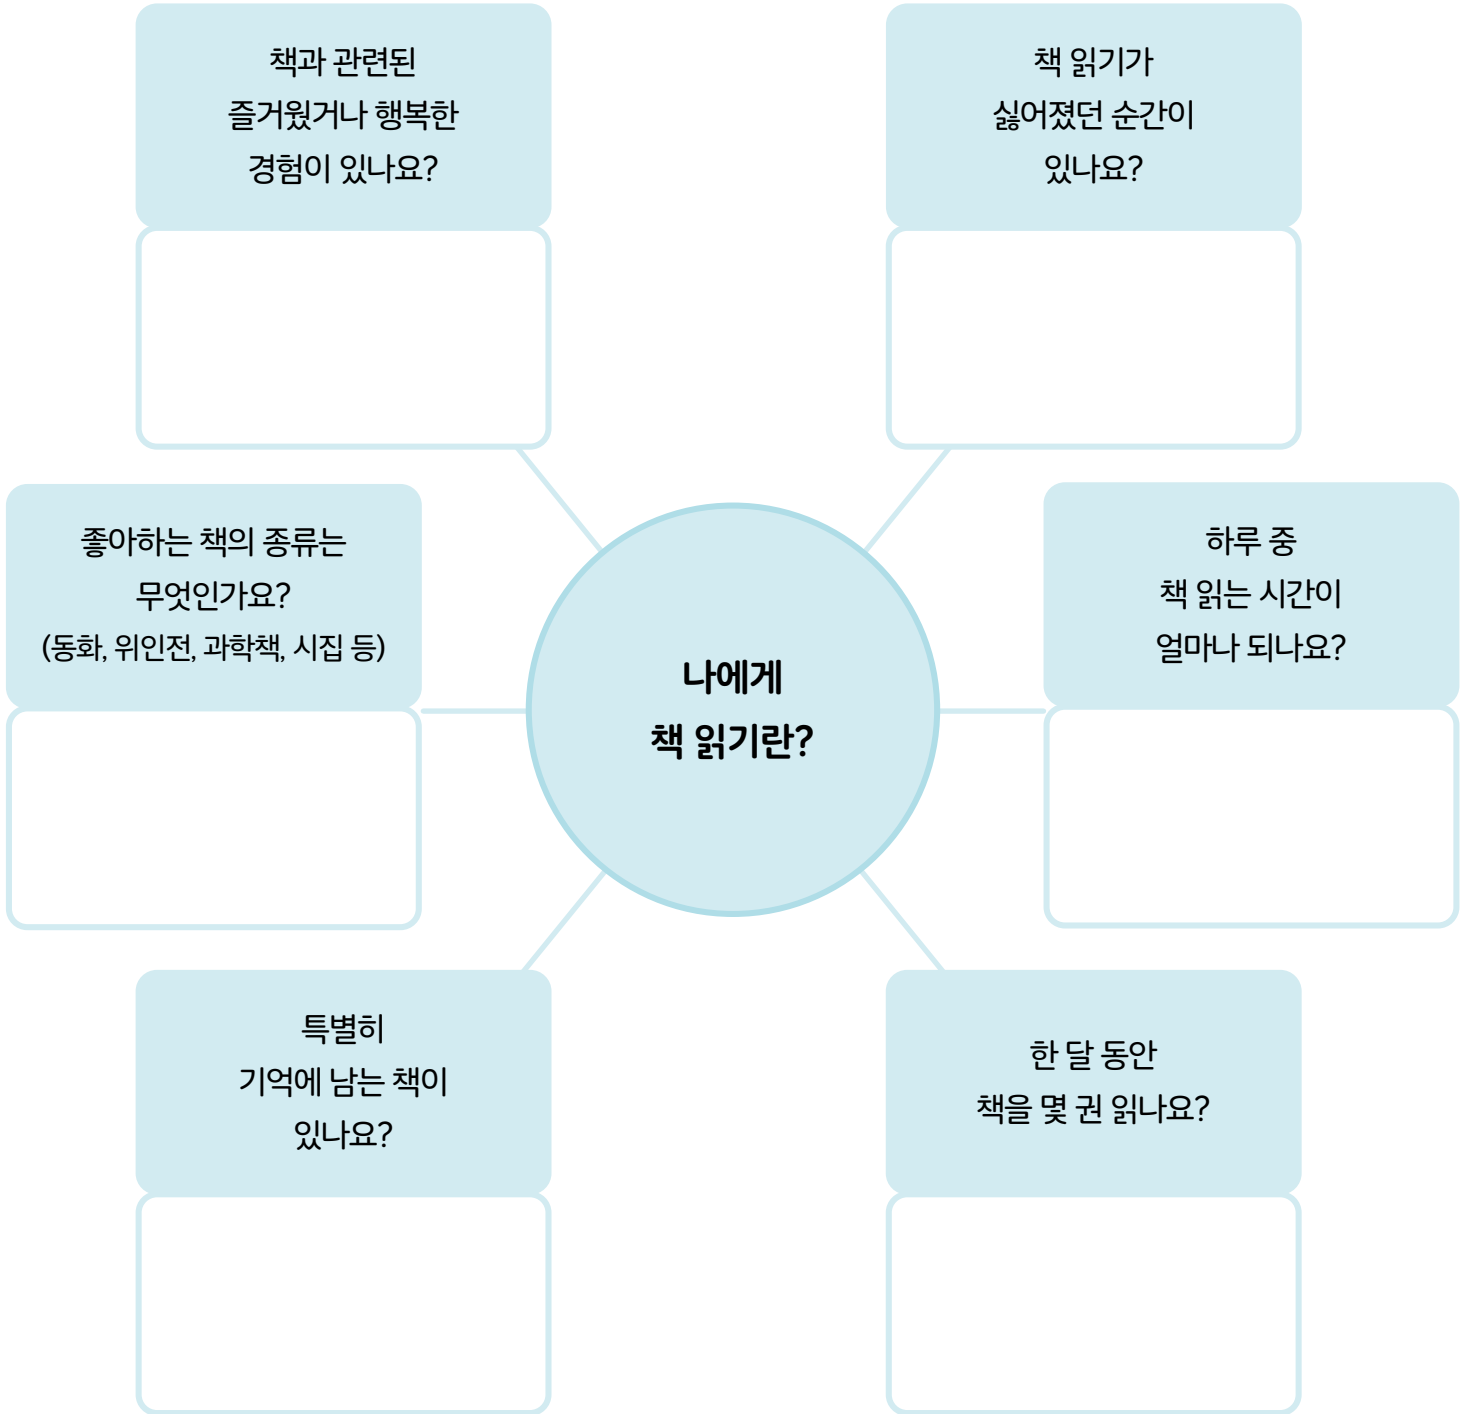 책과 관련된
즐거웠거나 행복한
경험이 있나요?
책 읽기가
싫어졌던 순간이
있나요?
좋아하는 책의 종류는
무엇인가요?
(동화, 위인전, 과학책, 시집 등)
나에게
책 읽기란?
하루 중
책 읽는 시간이
얼마나 되나요?
특별히
기억에 남는 책이
있나요?
한 달 동안
책을 몇 권 읽나요?